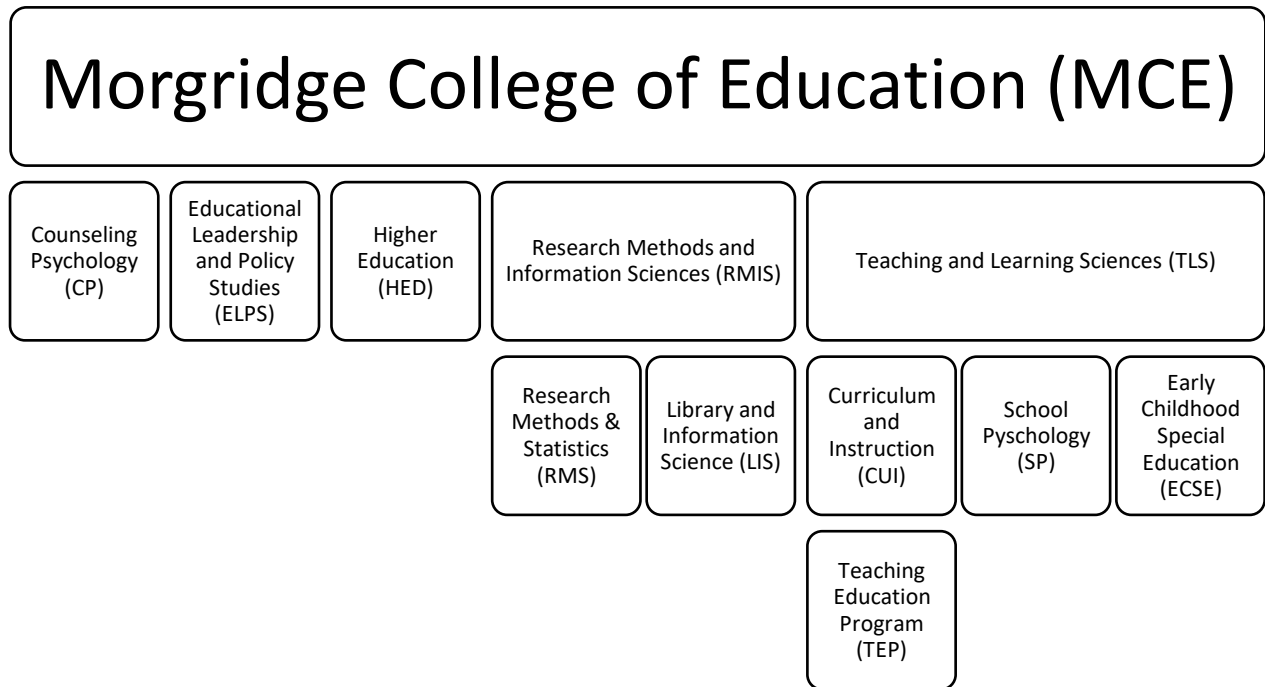 Morgridge College of Education (MCE)
Counseling
Psychology
(CP)
Educational
Leadership
and Policy
Studies
(ELPS)
Higher
Education
(HED)
Research Methods and
Information Sciences (RMIS)
Teaching and Learning Sciences (TLS)
Research
Methods &
Statistics
(RMS)
Library and
Information
Science (LIS)
Curriculum
and
Instruction
(CUI)
School
Pyschology
(SP)
Early
Childhood
Special
Education
(ECSE)
Teaching
Education
Program
(TEP)